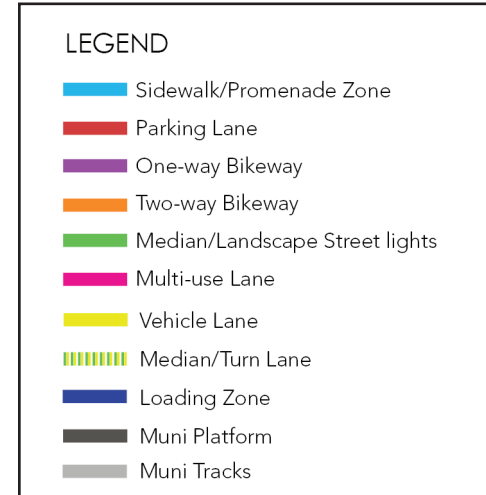 LEGEND
Sidewalk/Promenade Zone
Parking Lane
One-way Bikeway
Two-way Bikeway
Median/Landscape Street lights
Multi-use Lane
Vehicle Lane
Median/Turn Lane
Loading Zone
Muni Platform
Muni Tracks